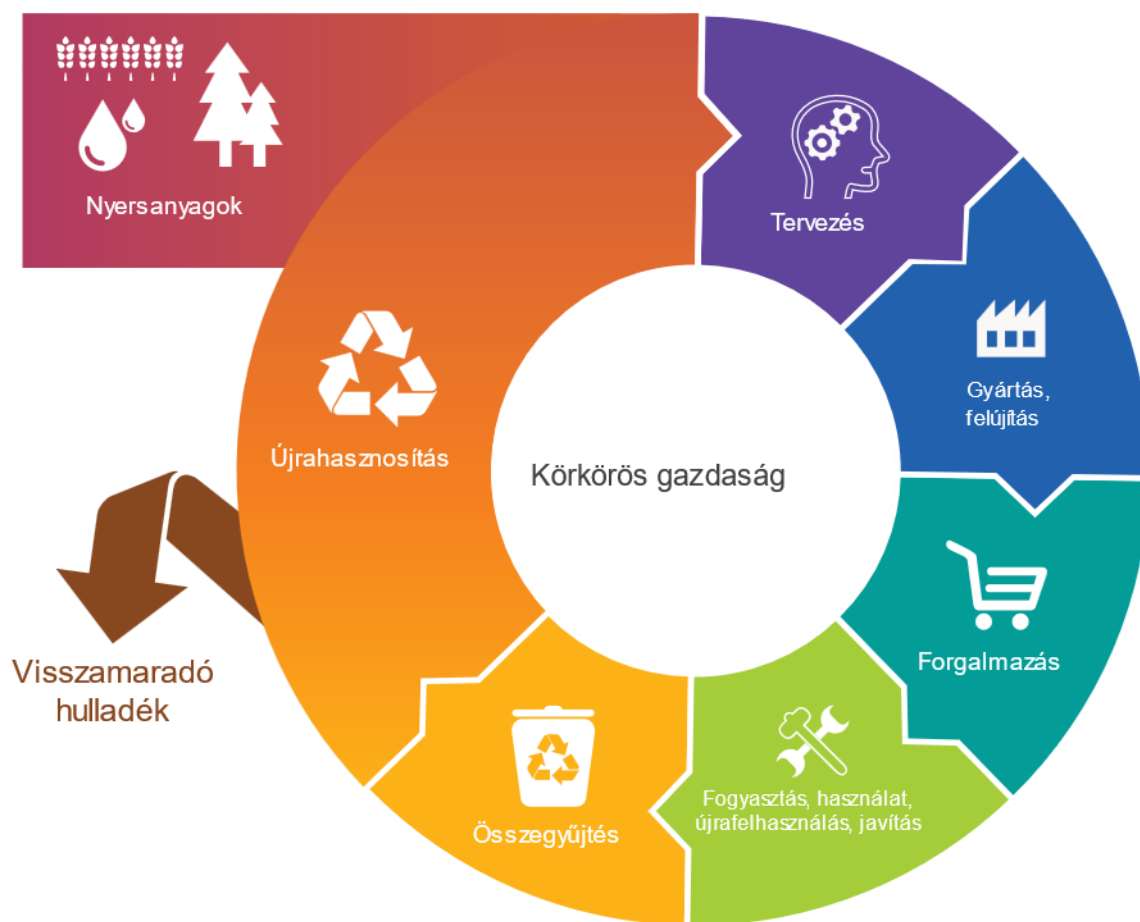 Nyersanyagok
Tervezés
Gyártás,
felújítás
Újrahasznosítás
Körkörös gazdaság
Forgalmazás
Visszamaradó
hulladék
Fogyasztás, használat,
újrafelhasználás, javítás
Összegyűjtés